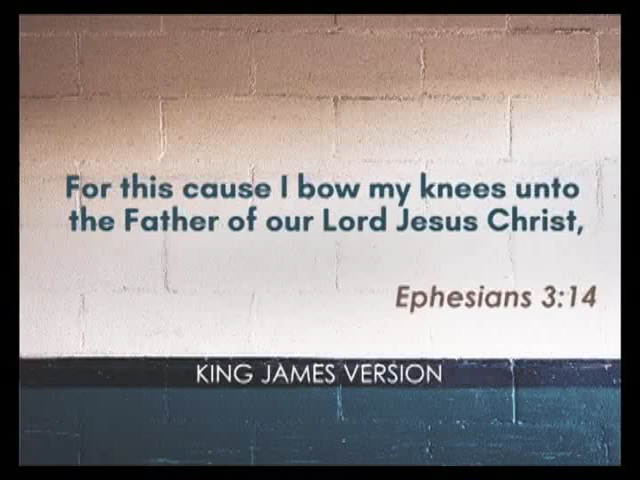 For this cause I bow my knees unto
the Father of our Lord Jesus Christ,
Ephesians 3:14
KING JAMES VERSION